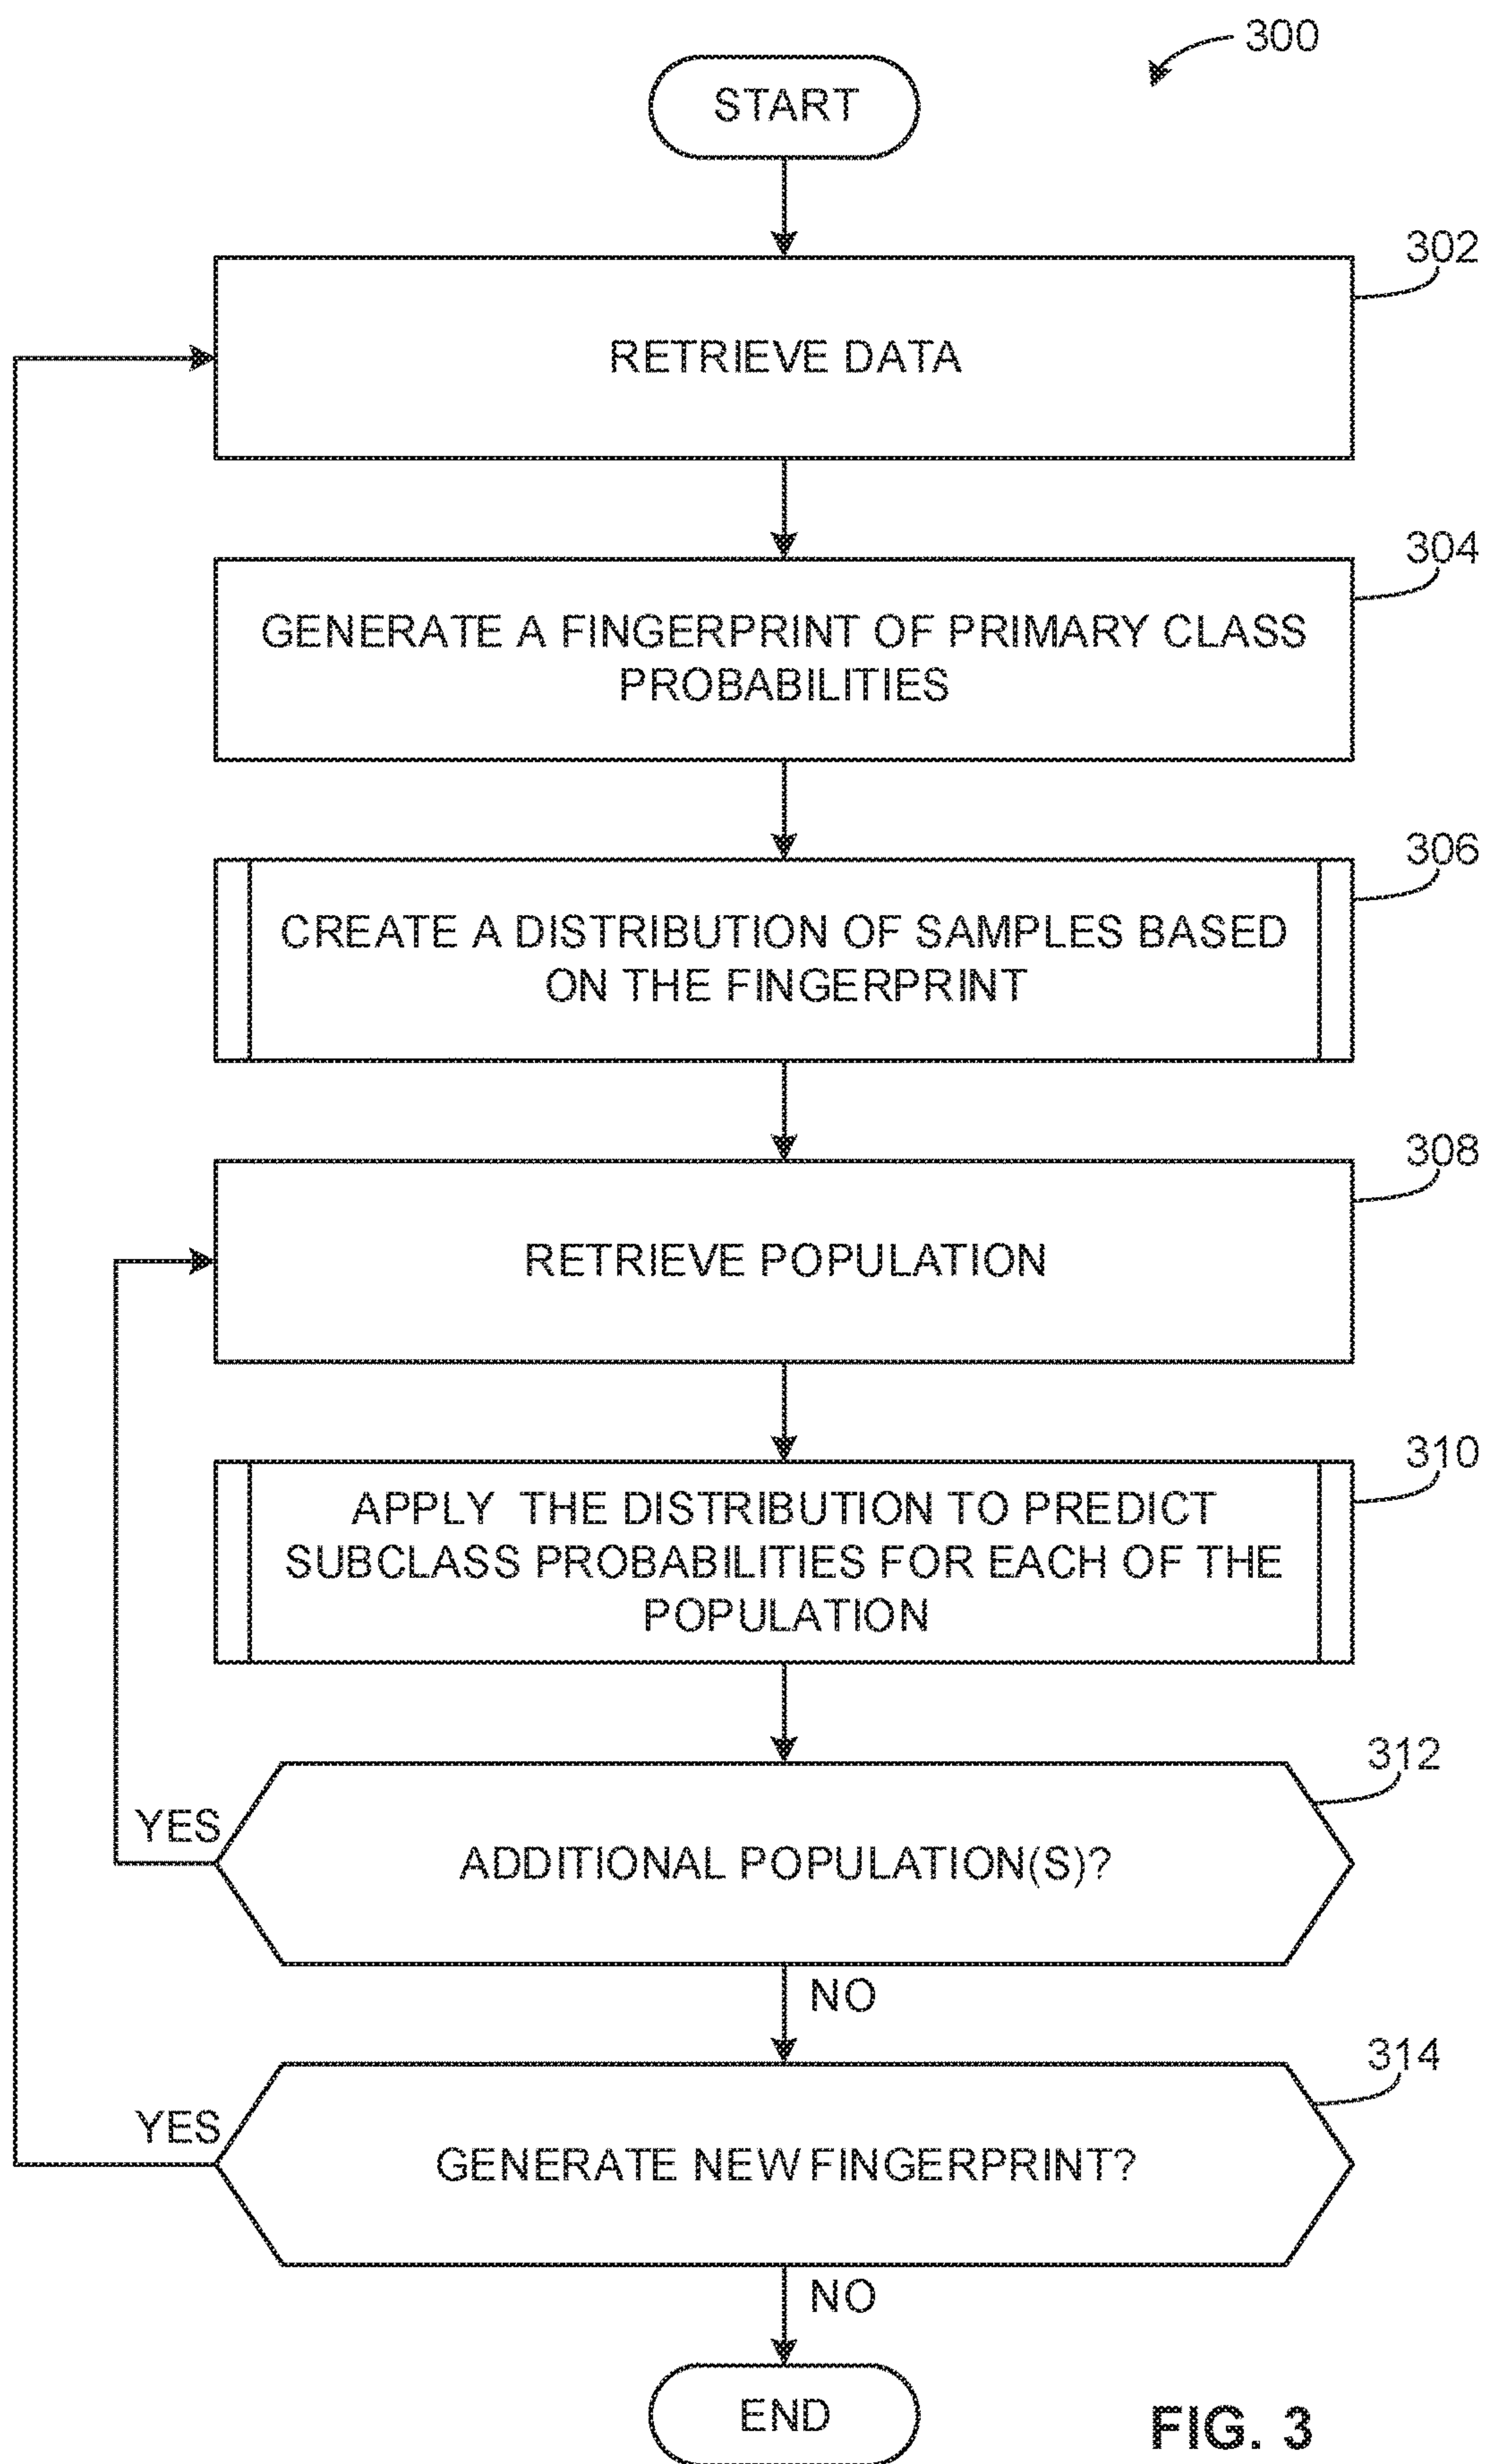 300
START
302
RETRIEVE DATA
304
GENERATE A FINGERPRINT OF PRIMARY CLASS
PROBABILITIES
306
CREATE A DISTRIBUTION OF SAMPLES BASED
ON THE FINGERPRINT
308
RETRIEVE POPULATION
310
APPLY THE DISTRIBUTION TO PREDICT
SUBCLASS PROBABILITIES FOR EACH OF THE
POPULATION
312
YES
ADDITIONAL POPULATION(S)?
NO
314
YES
GENERATE NEW FINGERPRINT?
NO
END
FIG. 3